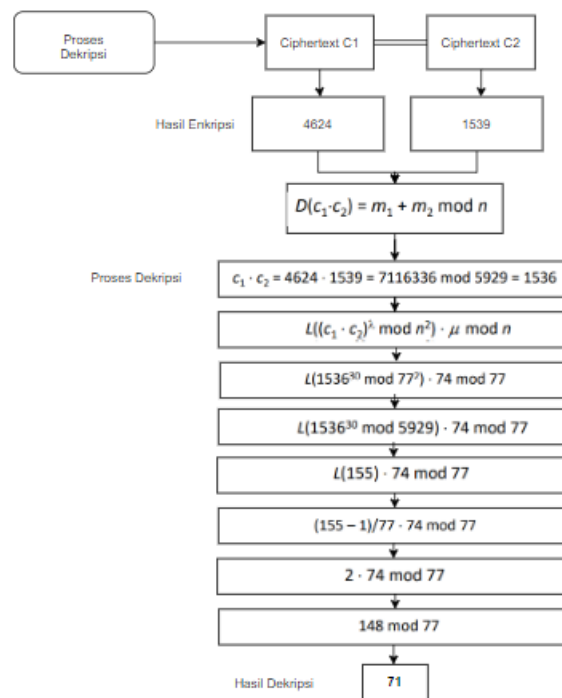 Proses
Dekripsi
Ciphertext C1
Ciphertext C2
Hasil Enkripsi
4624
1539
D(c₁·c₂) = m₁ + m₂ mod n
Proses Dekripsi
c₁ · c₂ = 4624 · 1539 = 7116336 mod 5929 = 1536
L((c₁ · c₂)^λ mod n²) · μ mod n
L(1536³⁰ mod 77²) · 74 mod 77
L(1536³⁰ mod 5929) · 74 mod 77
L(155) · 74 mod 77
(155 – 1)/77 · 74 mod 77
2 · 74 mod 77
148 mod 77
Hasil Dekripsi
71